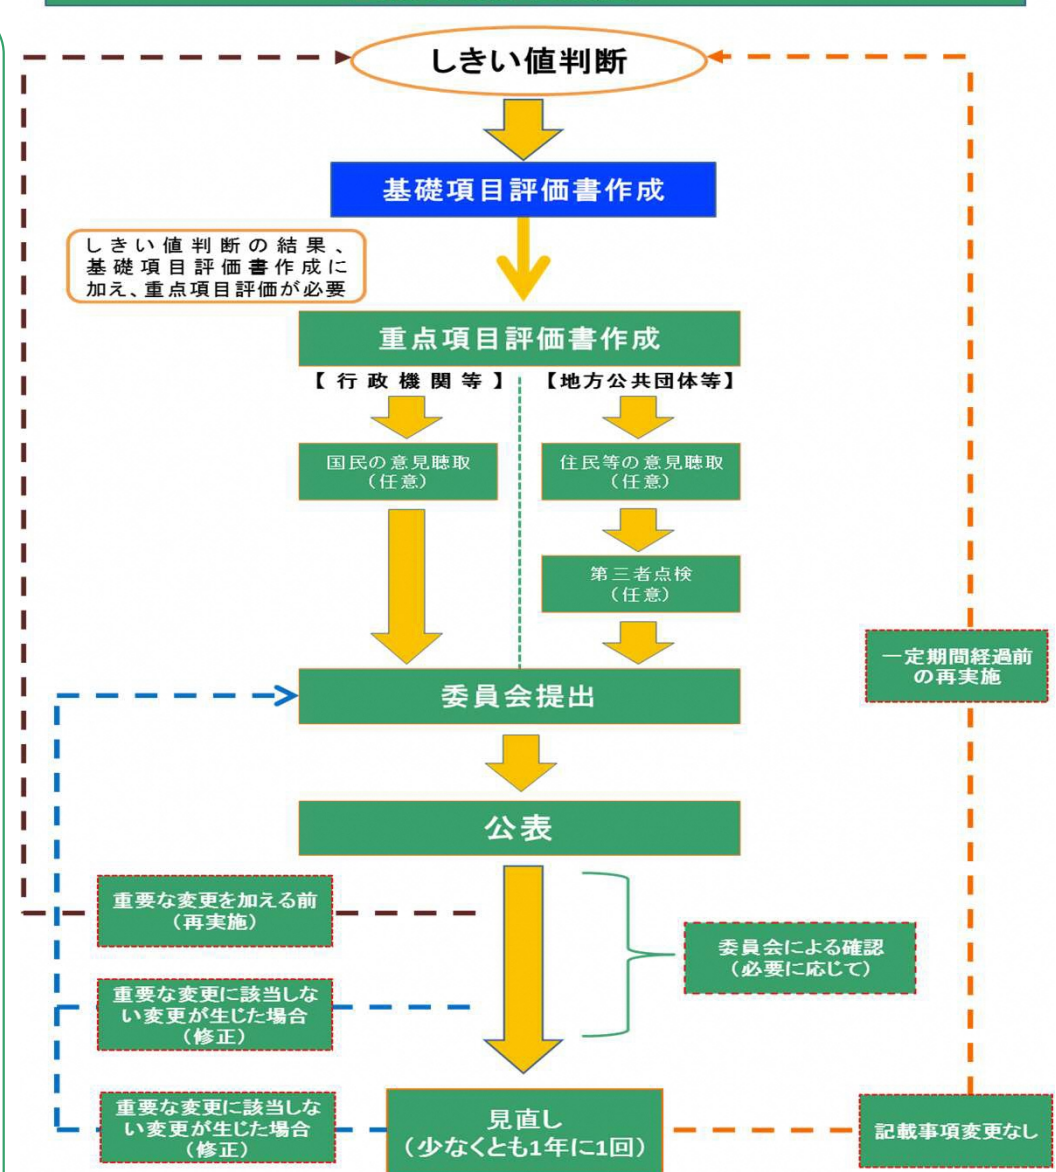 しきい値判断
基礎項目評価書作成
しきい値判断の結果、
基礎項目評価書作成に
加え、重点項目評価が必要
重点項目評価書作成
【行政機関等】
【地方公共団体等】
国民の意見聴取
(任意)
住民等の意見聴取
(任意)
第三者点検
(任意)
一定期間経過前
の再実施
委員会提出
公表
重要な変更を加える前
(再実施)
委員会による確認
(必要に応じて)
重要な変更に該当しな
い変更が生じた場合
(修正)
重要な変更に該当しな
い変更が生じた場合
(修正)
見直し
(少なくとも1年に1回)
記載事項変更なし